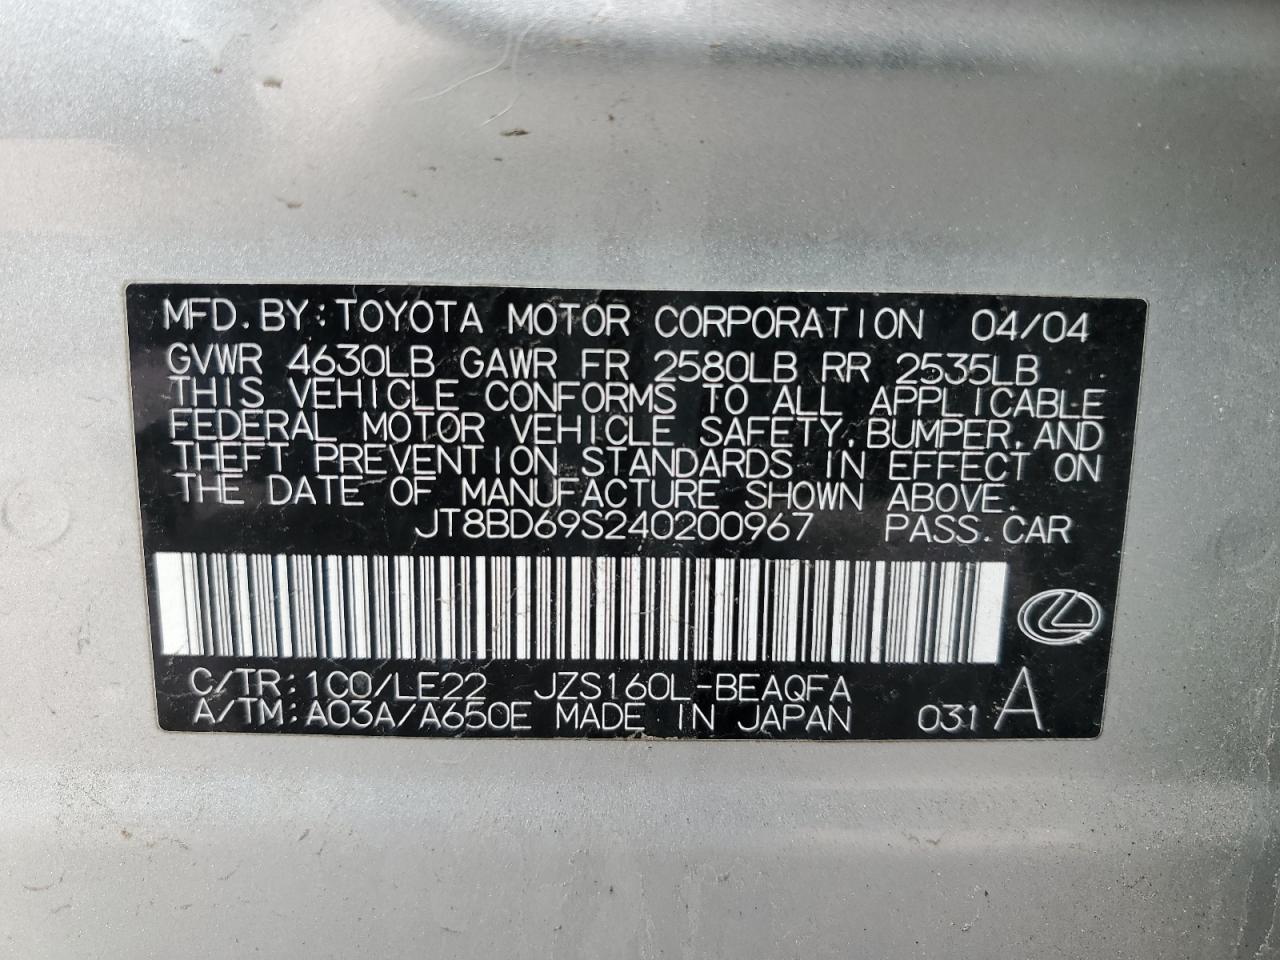 MFD. BY: TOYOTA MOTOR CORPORATION 04/04
GVWR 4630LB GAWR FR 2580LB RR 2535LB
THIS VEHICLE CONFORMS TO ALL APPLICABLE
FEDERAL MOTOR VEHICLE SAFETY, BUMPER, AND
THEFT PREVENTION STANDARDS IN EFFECT ON
THE DATE OF MANUFACTURE SHOWN ABOVE.
JT8BD69S240200967 PASS. CAR
C/TR: 1C0/LE22 JZS160L-BEAQFA
A/TM: A03A/A650E MADE IN JAPAN 031 A